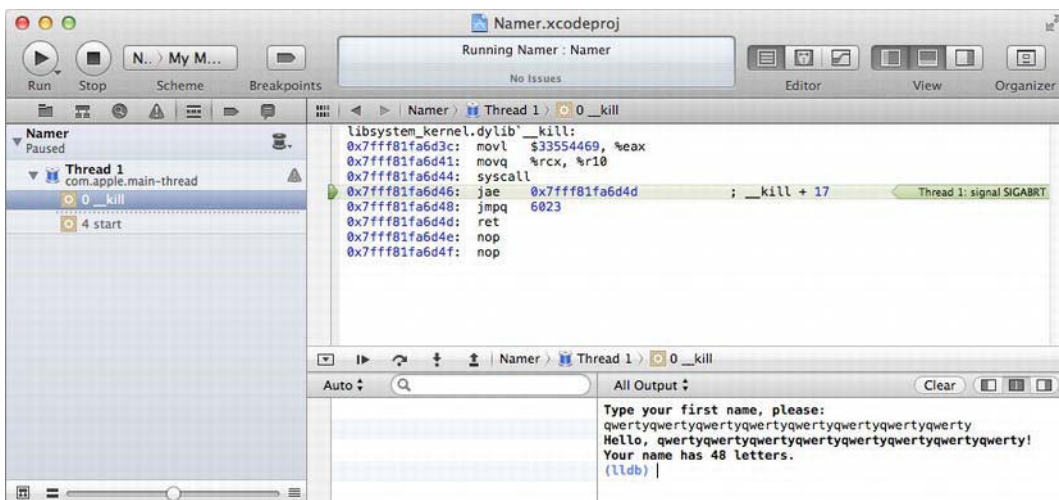 Namer.xcodeproj
Run
Stop
N.. › My M...
Scheme
Breakpoints
Running Namer : Namer
No Issues
Editor
View
Organizer
Namer
Paused
Thread 1
com.apple.main-thread
0 __kill
4 start
Namer › Thread 1 › 0 __kill
libsystem_kernel.dylib`__kill:
0x7fff81fa6d3c: movl $33554469, %eax
0x7fff81fa6d41: movq %rcx, %r10
0x7fff81fa6d44: syscall
0x7fff81fa6d46: jae 0x7fff81fa6d4d ; __kill + 17 Thread 1: signal SIGABRT
0x7fff81fa6d48: jmpq 6023
0x7fff81fa6d4d: ret
0x7fff81fa6d4e: nop
0x7fff81fa6d4f: nop
Namer › Thread 1 › 0 __kill
Auto
All Output
Clear
Type your first name, please:
qwertyqwertyqwertyqwertyqwertyqwertyqwertyqwerty
Hello, qwertyqwertyqwertyqwertyqwertyqwertyqwertyqwerty!
Your name has 48 letters.
(lldb)